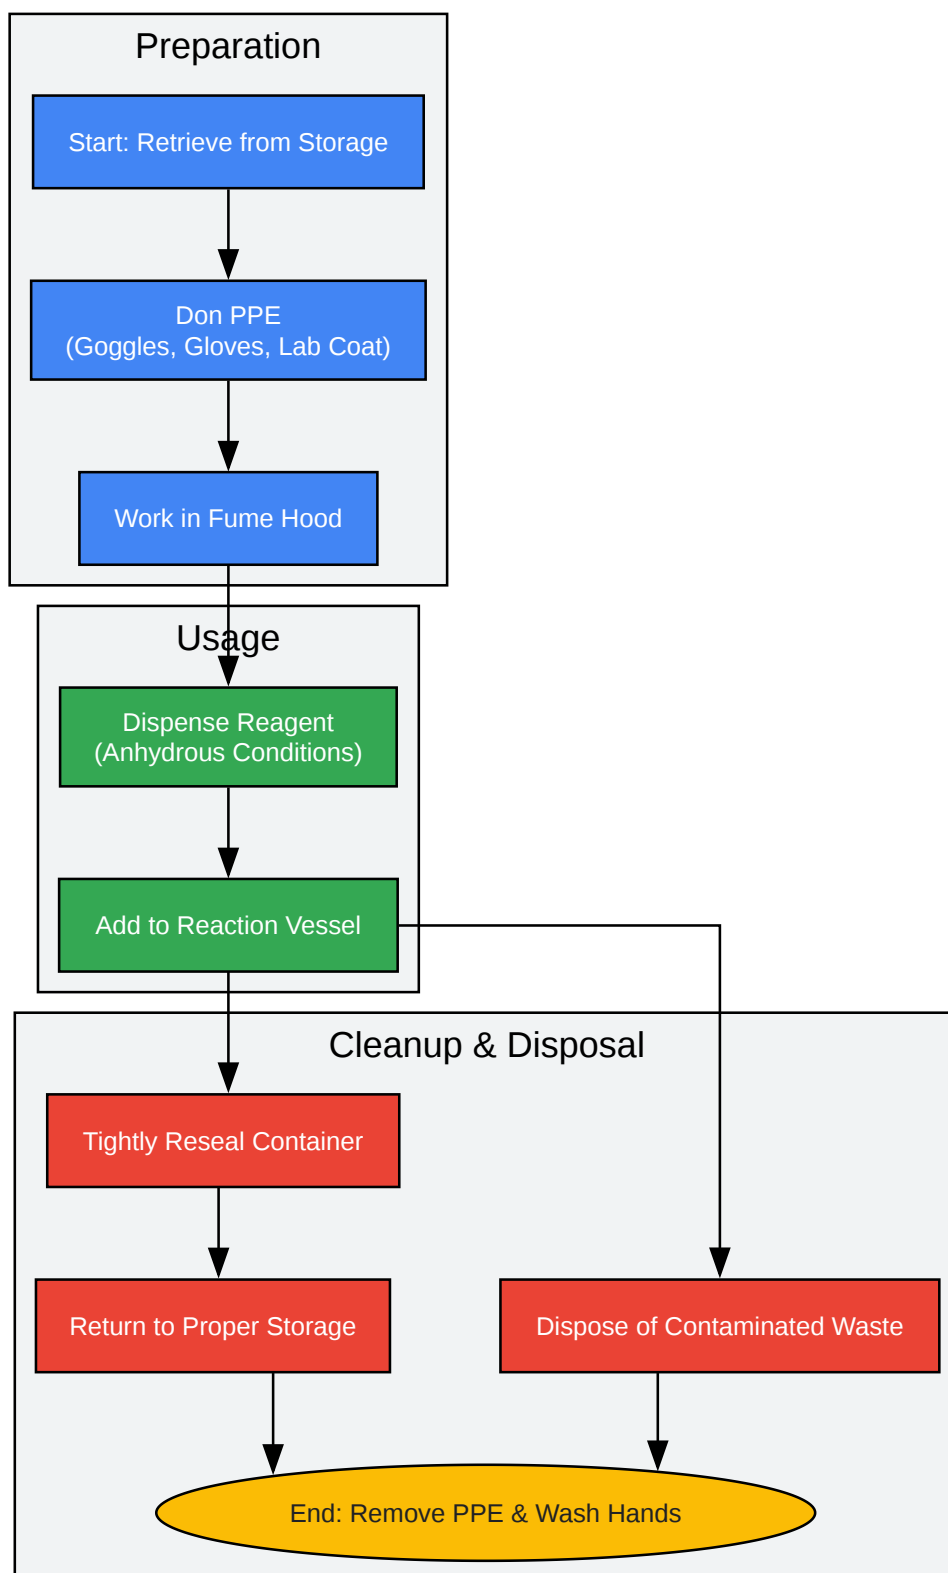 Preparation
Start: Retrieve from Storage
Don PPE
(Goggles, Gloves, Lab Coat)
Work in Fume Hood
Usage
Dispense Reagent
(Anhydrous Conditions)
Add to Reaction Vessel
Cleanup & Disposal
Tightly Reseal Container
Return to Proper Storage
Dispose of Contaminated Waste
End: Remove PPE & Wash Hands